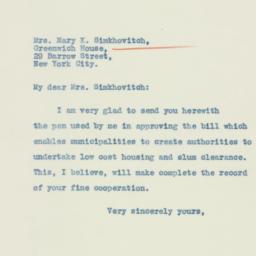 Mrs. Mary K. Simkhovitch,
Greenwich House,
29 Barrow Street,
New York City.
My dear Mrs. Simkhovitch:
I am very glad to send you herewith
the pen used by me in approving the bill which
enables municipalities to create authorities to
undertake low cost housing and slum clearance.
This, I believe, will make complete the record
of your fine cooperation.
Very sincerely yours,